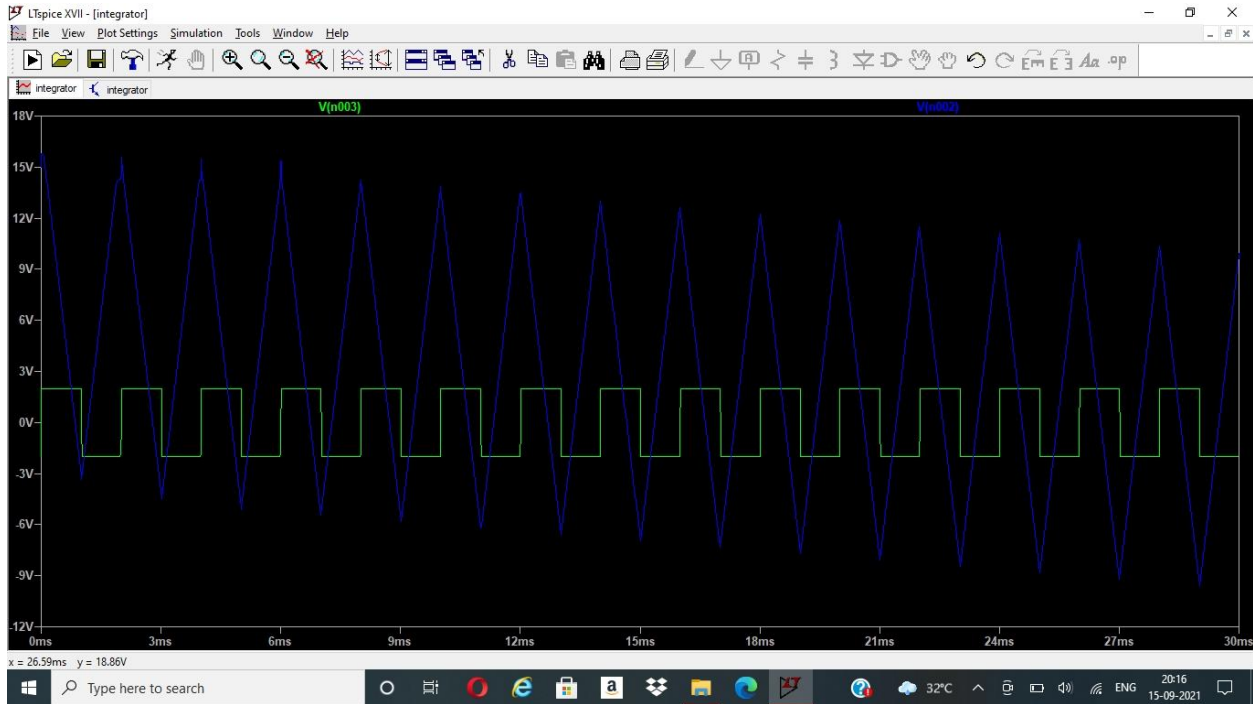 LTspice XVII - [integrator]
File View Plot Settings Simulation Tools Window Help
integrator integrator
V(n003) V(n002)
18V
15V
12V
9V
6V
3V
0V
-3V
-6V
-9V
-12V
0ms 3ms 6ms 9ms 12ms 15ms 18ms 21ms 24ms 27ms 30ms
x = 26.59ms y = 18.86V
Type here to search
32°C ENG 20:16
15-09-2021